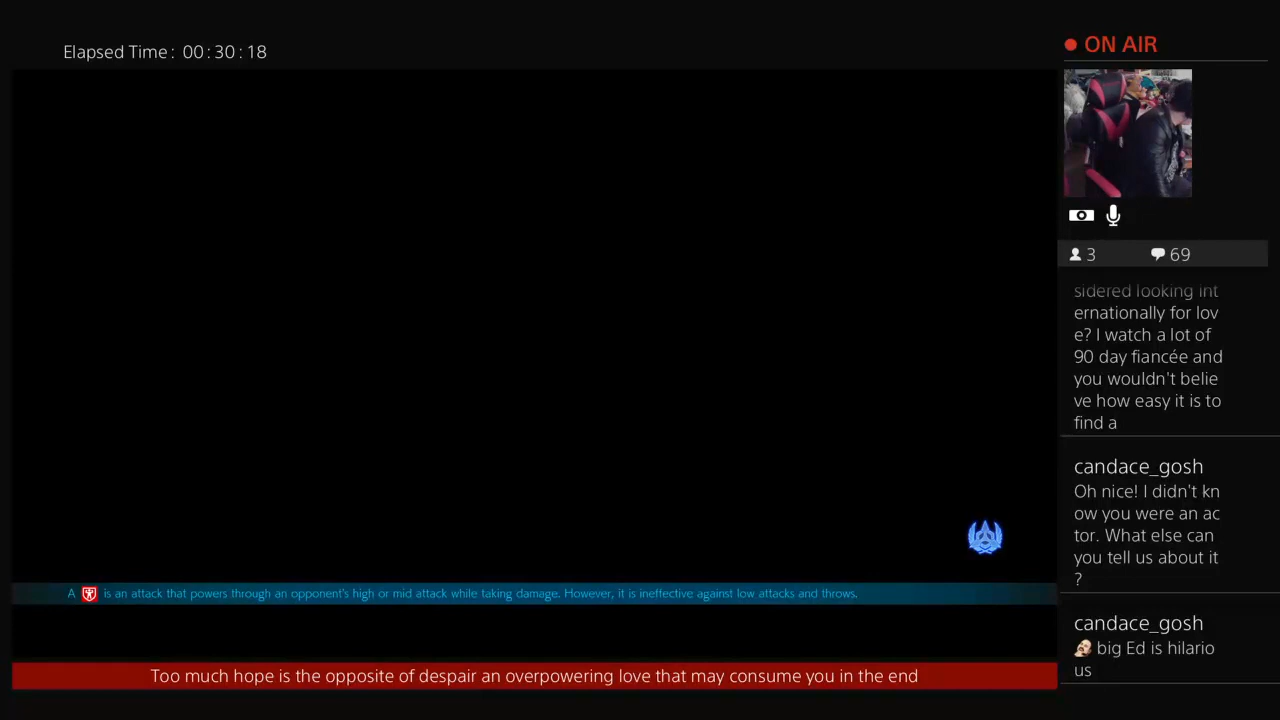 Elapsed Time: 00:30:18
ON AIR
3 69
sidered looking int
ernationally for lov
e? I watch a lot of
90 day fiancée and
you wouldn't belie
ve how easy it is to
find a
candace_gosh
Oh nice! I didn't kn
ow you were an ac
tor. What else can
you tell us about it
?
candace_gosh
big Ed is hilario
us
A is an attack that powers through an opponent's high or mid attack while taking damage. However, it is ineffective against low attacks and throws.
Too much hope is the opposite of despair an overpowering love that may consume you in the end